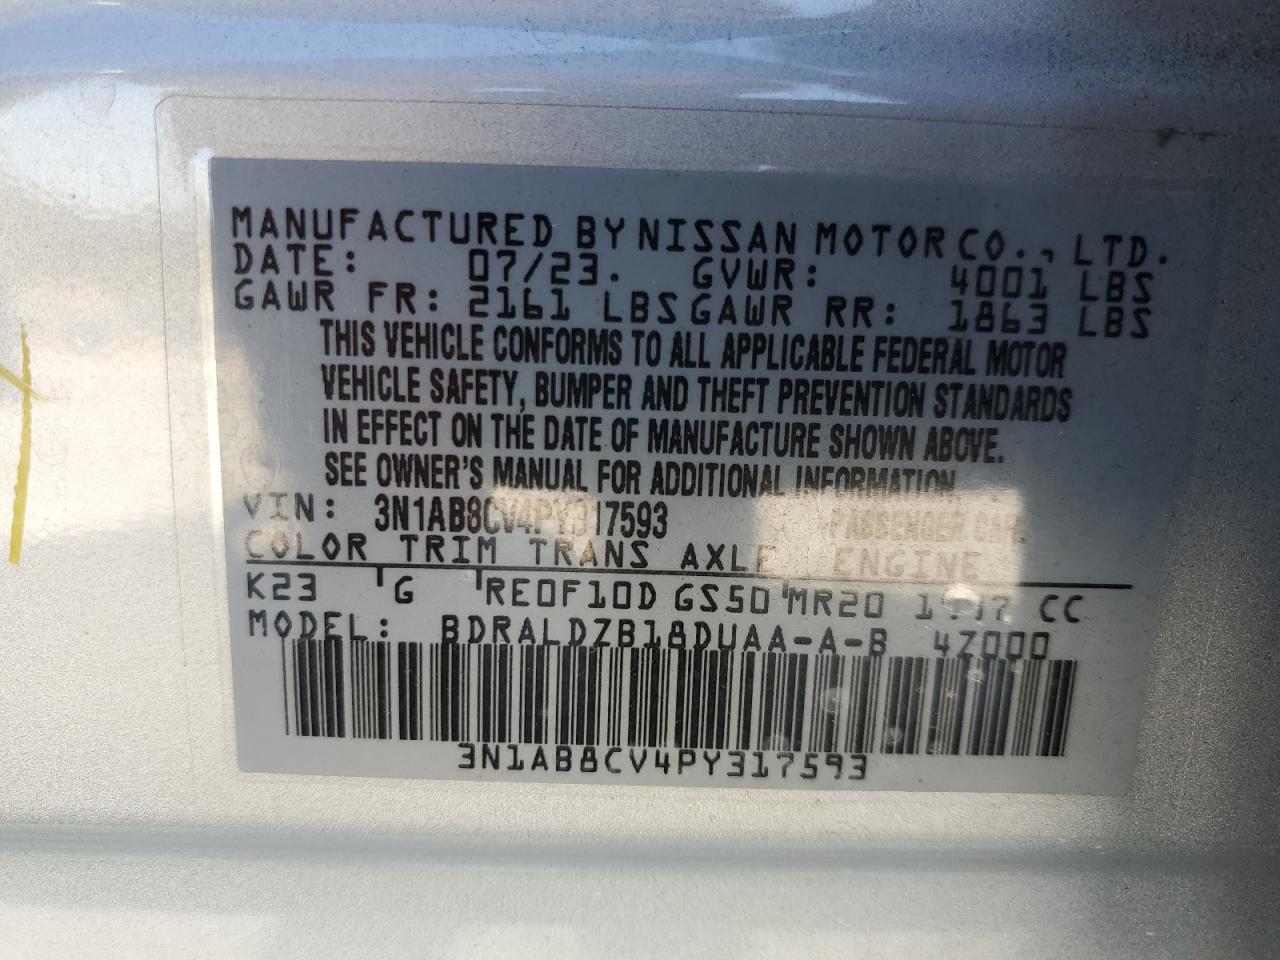 MANUFACTURED BY NISSAN MOTOR CO., LTD.
DATE: 07/23. GVWR: 4001 LBS
GAWR FR: 2161 LBS GAWR RR: 1863 LBS
THIS VEHICLE CONFORMS TO ALL APPLICABLE FEDERAL MOTOR
VEHICLE SAFETY, BUMPER AND THEFT PREVENTION STANDARDS
IN EFFECT ON THE DATE OF MANUFACTURE SHOWN ABOVE.
SEE OWNER'S MANUAL FOR ADDITIONAL INFORMATION.
VIN: 3N1AB8CV4PY317593 PASSENGER CAR.
COLOR TRIM TRANS AXLE ENGINE
K23 G RE0F10D GS50 MR20 CC
MODEL: BDRALDZB18DUAA-A-B 4Z000
3N1AB8CV4PY317593